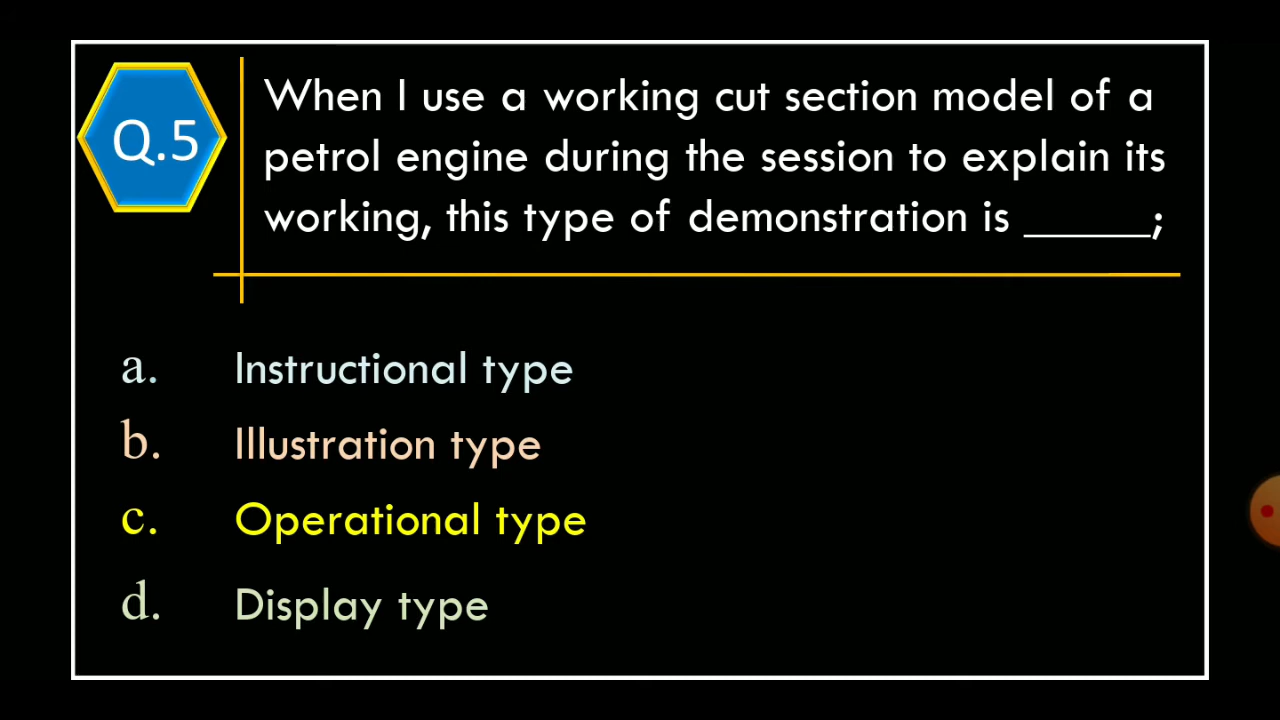 Q.5
When I use a working cut section model of a
petrol engine during the session to explain its
working, this type of demonstration is ______;
a. Instructional type
b. Illustration type
c. Operational type
d. Display type